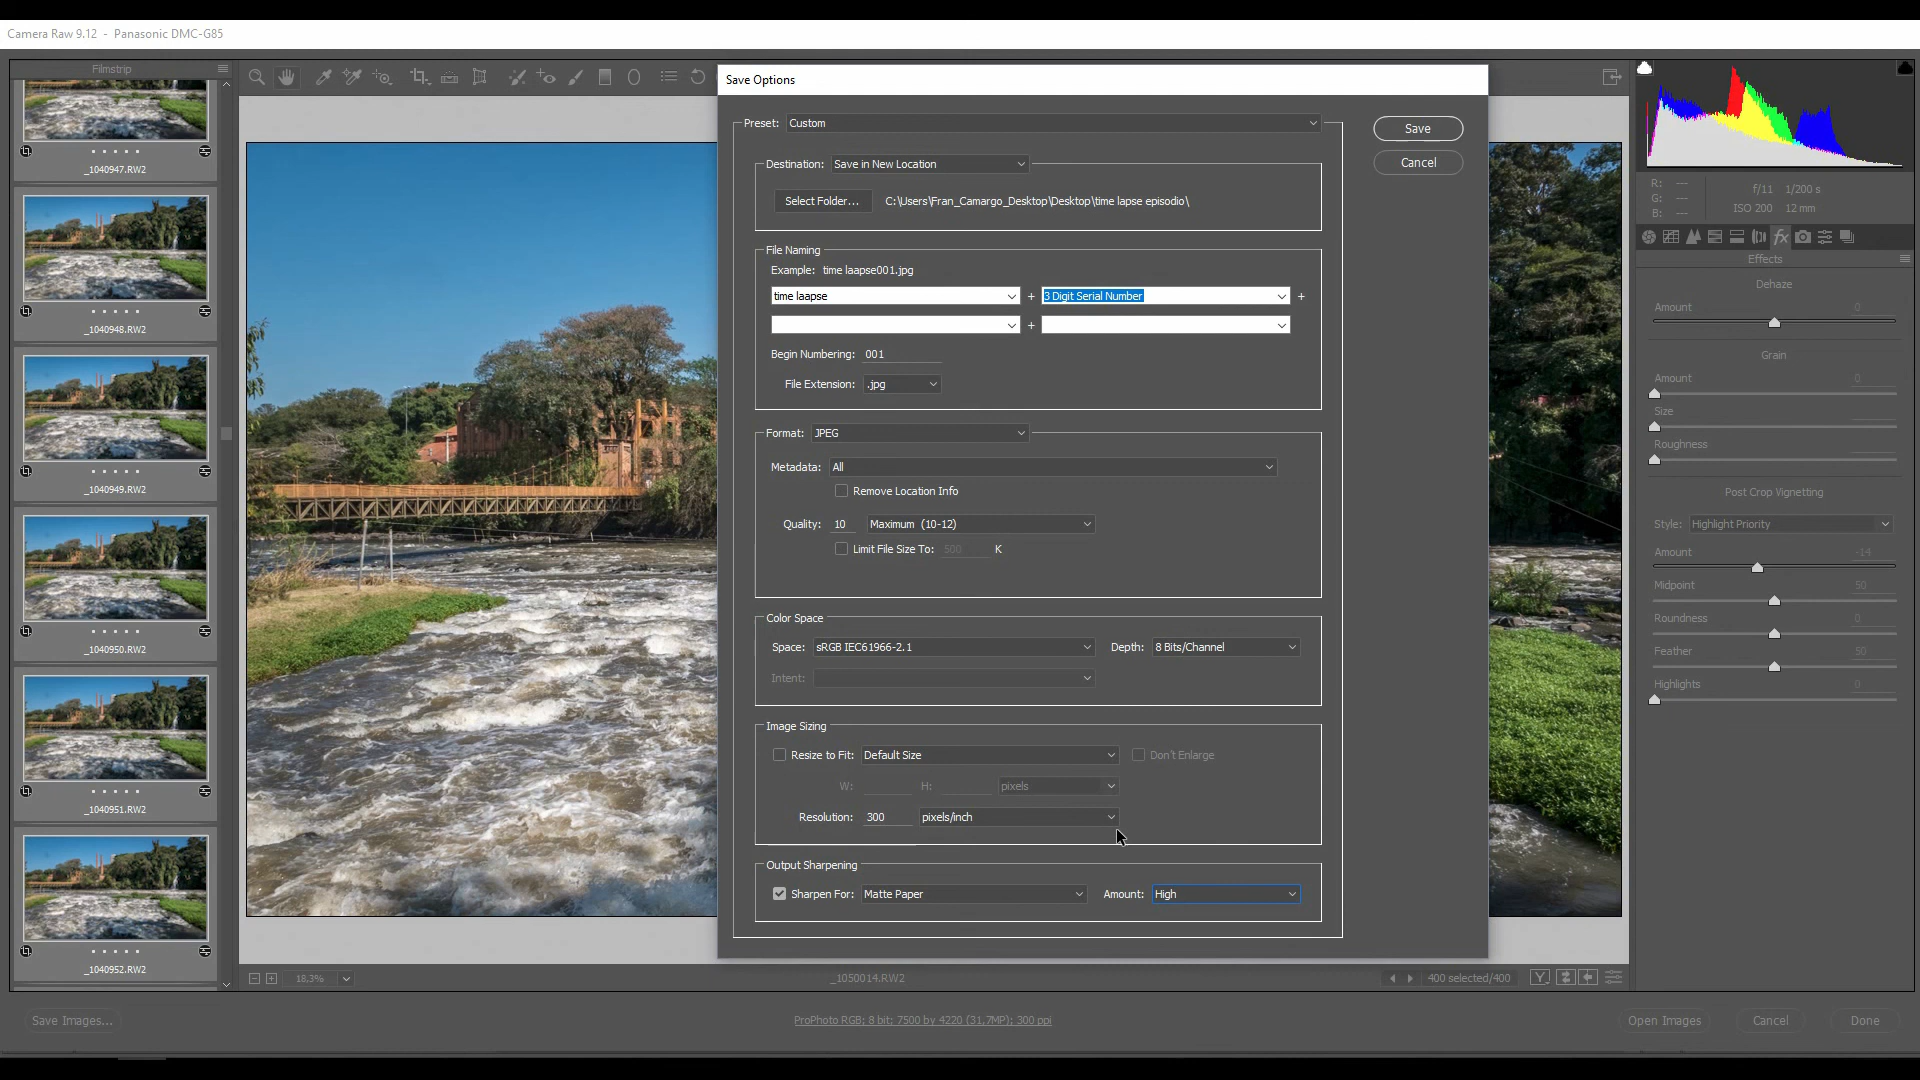 Camera Raw 9.12 - Panasonic DMC-G85
Filmstrip
_1040947.RW2
_1040948.RW2
_1040949.RW2
_1040950.RW2
_1040951.RW2
_1040952.RW2
Save Options
Preset: Custom
Save
Cancel
Destination: Save in New Location
Select Folder... C:\Users\Fran_Camargo_Desktop\Desktop\time lapse episodio\
File Naming
Example: time laapse001.jpg
time laapse + 3 Digit Serial Number +
+
Begin Numbering: 001
File Extension: .jpg
Format: JPEG
Metadata: All
Remove Location Info
Quality: 10 Maximum (10-12)
Limit File Size To: 500 K
Color Space
Space: sRGB IEC61966-2.1 Depth: 8 Bits/Channel
Intent:
Image Sizing
Resize to Fit: Default Size Don't Enlarge
W: H: pixels
Resolution: 300 pixels/inch
Output Sharpening
Sharpen For: Matte Paper Amount: High
R: ---
G: ---
B: ---
f/11 1/200 s
ISO 200 12 mm
fx
Effects
Dehaze
Amount 0
Grain
Amount 0
Size
Roughness
Post Crop Vignetting
Style: Highlight Priority
Amount -14
Midpoint 50
Roundness 0
Feather 50
Highlights 0
18,3% _1050014.RW2 400 selected/400 Y
Save Images... ProPhoto RGB; 8 bit; 7500 by 4220 (31,7MP); 300 ppi Open Images Cancel Done